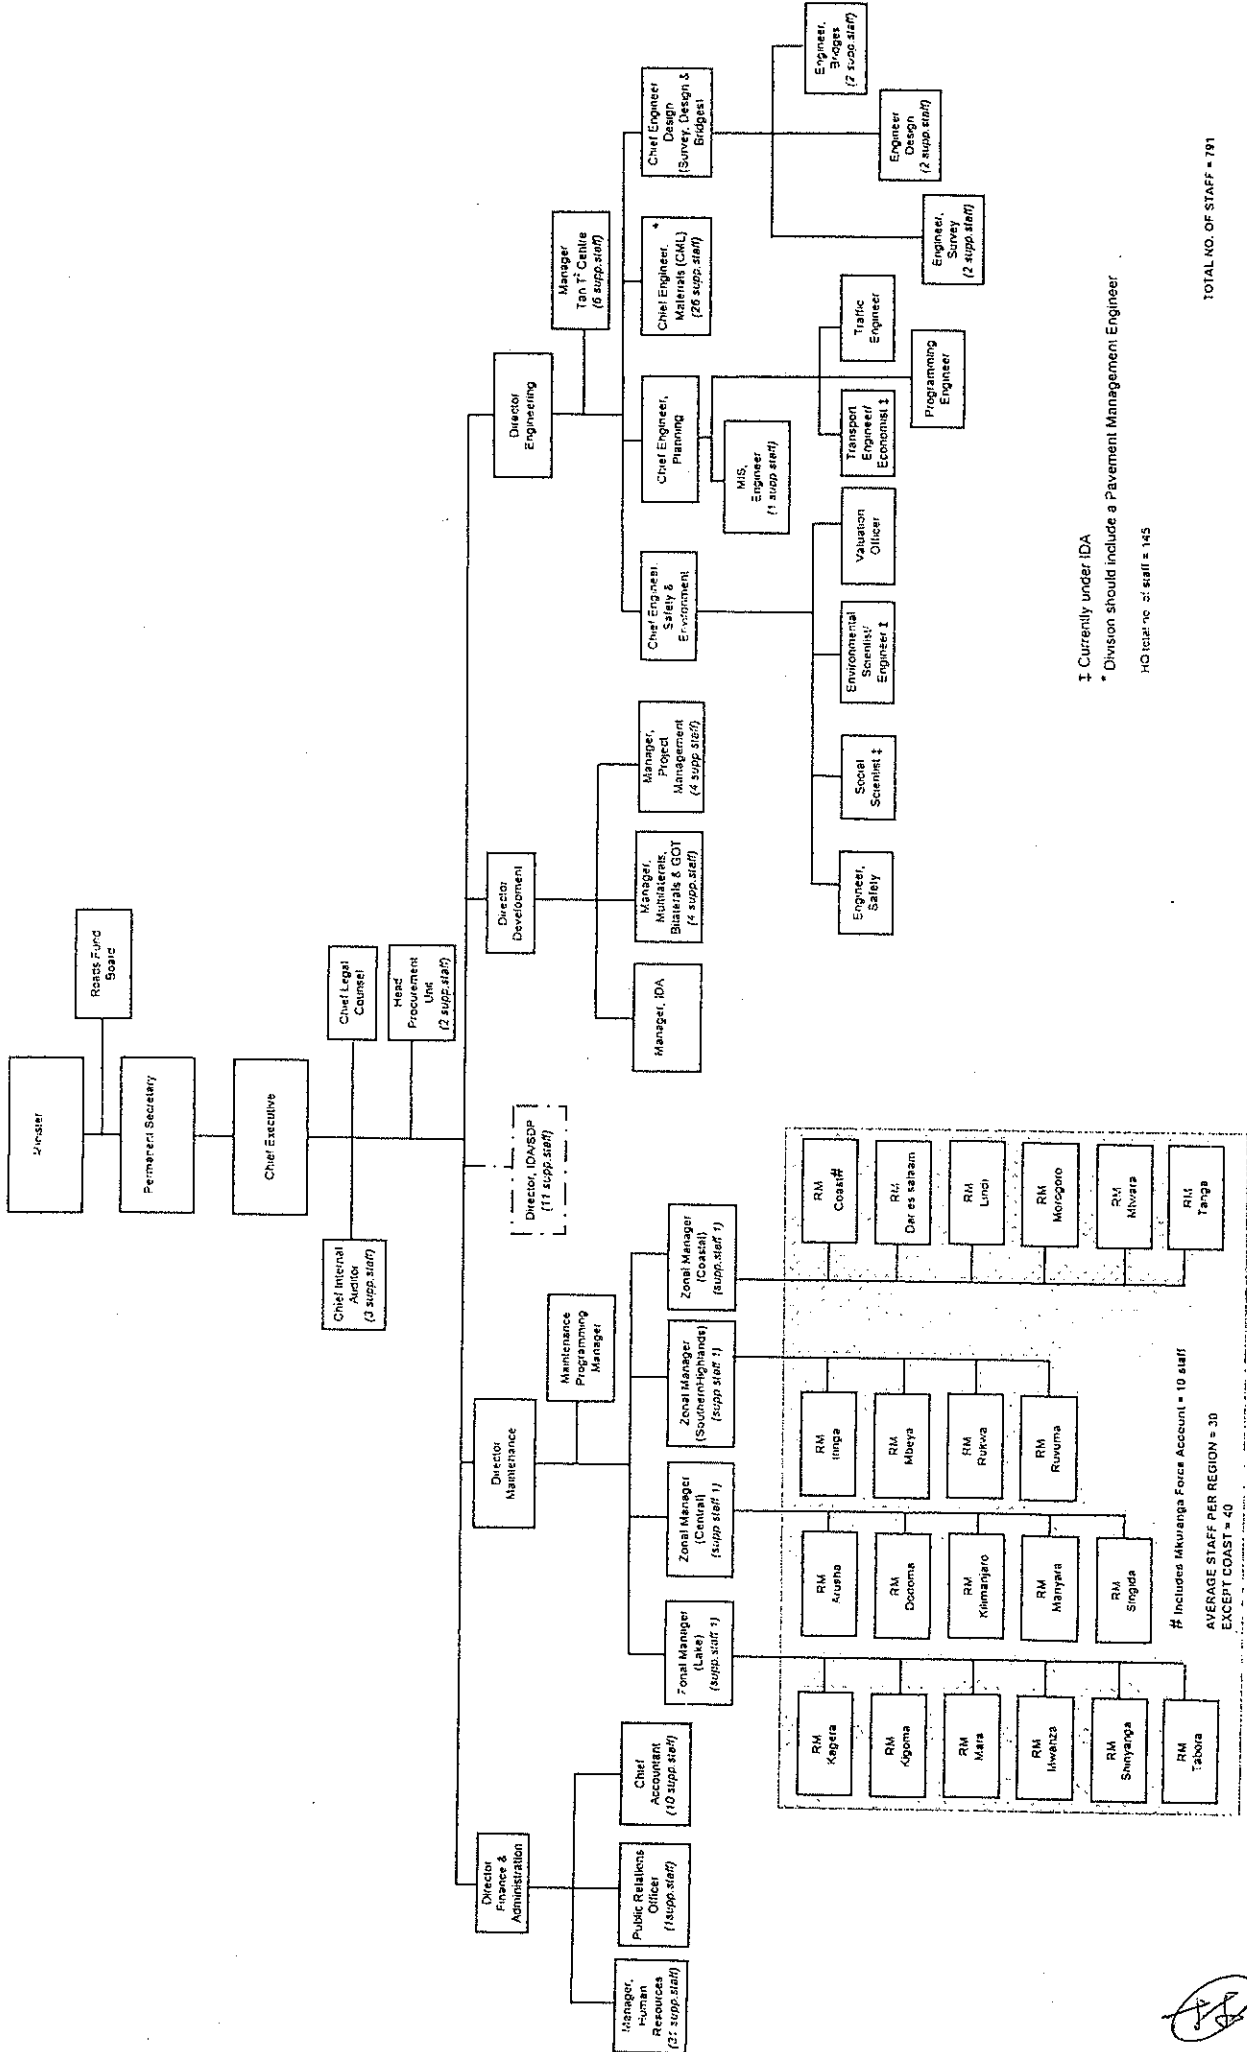 Minister
Roads Fund
Board
Permanent Secretary
Chief Executive
Chief Internal
Auditor
(3 supp.staff)
Chief Legal
Counsel
Head
Procurement
Unit
(2 supp.staff)
Director
Finance &
Administration
Manager,
Human
Resources
(31 supp.staff)
Public Relations
Officer
(1supp.staff)
Chief
Accountant
(10 supp.staff)
Director
Maintenance
Maintenance
Programming
Manager
Zonal Manager
(Lake)
(supp.staff 1)
Zonal Manager
(Central)
(supp staff 1)
Zonal Manager
(SouthernHighlands)
(supp staff 1)
Zonal Manager
(Coastal)
(supp.staff 1)
RM
Kagera
RM
Kigoma
RM
Mara
RM
Mwanza
RM
Shinyanga
RM
Tabora
RM
Arusha
RM
Dodoma
RM
Kilimanjaro
RM
Manyara
RM
Singida
RM
Iringa
RM
Mbeya
RM
Rukwa
RM
Ruvuma
RM
Coast#
RM
Dar es salaam
RM
Lindi
RM
Morogoro
RM
Mtwara
RM
Tanga
# Includes Mkuranga Force Account = 10 staff
AVERAGE STAFF PER REGION = 30
EXCEPT COAST = 40
Director, IDA/SDP
(11 supp.staff)
Director
Development
Manager, IDA
Manager,
Multilaterals,
Bilaterals & GOT
(4 supp.staff)
Manager,
Project
Management
(4 supp staff)
Director
Engineering
Manager
Tan T² Centre
(6 supp.staff)
Chief Engineer,
Safety &
Environment
Chief Engineer,
Planning
Chief Engineer, *
Materials (CML)
(26 supp.staff)
Chief Engineer
Design
(Survey, Design &
Bridges)
Engineer,
Safety
Social
Scientist ‡
Environmental
Scientist/
Engineer ‡
Valuation
Officer
MIS,
Engineer
(1 supp staff)
Transport
Engineer/
Economist ‡
Traffic
Engineer
Programming
Engineer
Engineer,
Survey
(2 supp.staff)
Engineer
Design
(2 supp.staff)
Engineer,
Bridges
(2 supp.staff)
‡ Currently under IDA
* Division should include a Pavement Management Engineer
HQ total no. of staff = 145
TOTAL NO. OF STAFF = 791